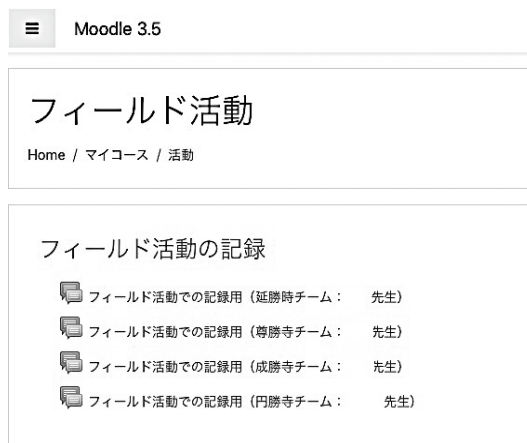 Moodle 3.5
フィールド活動
Home / マイコース / 活動
フィールド活動の記録
フィールド活動での記録用（延勝時チーム：　　先生）
フィールド活動での記録用（尊勝寺チーム：　　先生）
フィールド活動での記録用（成勝寺チーム：　　先生）
フィールド活動での記録用（円勝寺チーム：　　　先生）